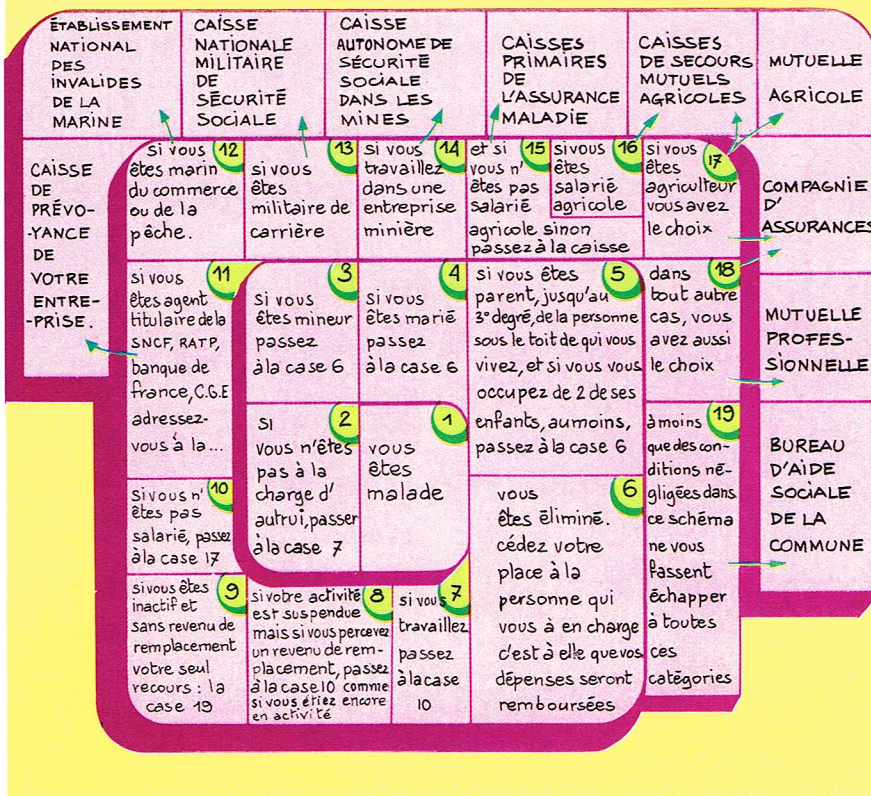 ÉTABLISSEMENT
NATIONAL
DES
INVALIDES
DE LA
MARINE
CAISSE
NATIONALE
MILITAIRE
DE
SÉCURITÉ
SOCIALE
CAISSE
AUTONOME DE
SÉCURITÉ
SOCIALE
DANS LES
MINES
CAISSES
PRIMAIRES
DE
L'ASSURANCE
MALADIE
CAISSES
DE SECOURS
MUTUELS
AGRICOLES
MUTUELLE
AGRICOLE
CAISSE
DE
PRÉVO-
-YANCE
DE
VOTRE
ENTRE-
-PRISE.
si vous 12
êtes marin
du commerce
ou de la
pêche.
13
si vous
êtes
militaire de
carrière
si vous 14
travaillez
dans une
entreprise
minière
et si 15
vous n'
êtes pas
salarié
agricole sinon
passez à la caisse
si vous 16
êtes
salarié
agricole
si vous
êtes 17
agriculteur
vous avez
le choix
COMPAGNIE
D'
ASSURANCES
11
si vous
êtes agent
titulaire de la
SNCF, RATP,
banque de
france, C.G.E
adressez-
vous à la...
3
si vous
êtes mineur
passez
à la case 6
4
si vous
êtes marié
passez
à la case 6
si vous êtes 5
parent, jusqu'au
3° degré, de la personne
sous le toit de qui vous
vivez, et si vous vous
occupez de 2 de ses
enfants, au moins,
passez à la case 6
dans 18
tout autre
cas, vous
avez aussi
le choix
MUTUELLE
PROFES-
SIONNELLE
SI 2
vous n'êtes
pas à la
charge d'
autrui, passer
à la case 7
1
vous
êtes
malade
à moins 19
que des con-
ditions né-
gligées dans
ce schéma
ne vous
fassent
échapper
à toutes
ces
catégories
BUREAU
D'AIDE
SOCIALE
DE LA
COMMUNE
si vous n' 10
êtes pas
salarié, passez
à la case 17
vous 6
êtes éliminé.
cédez votre
place à la
personne qui
vous à en charge
c'est à elle que vos
dépenses seront
remboursées
si vous êtes 9
inactif et
sans revenu de
remplacement
votre seul
recours : la
case 19
si votre activité 8
est suspendue
mais si vous percevez
un revenu de rem-
placement, passez
à la case 10 comme
si vous étiez encore
en activité
si vous 7
travaillez
passez
à la case
10